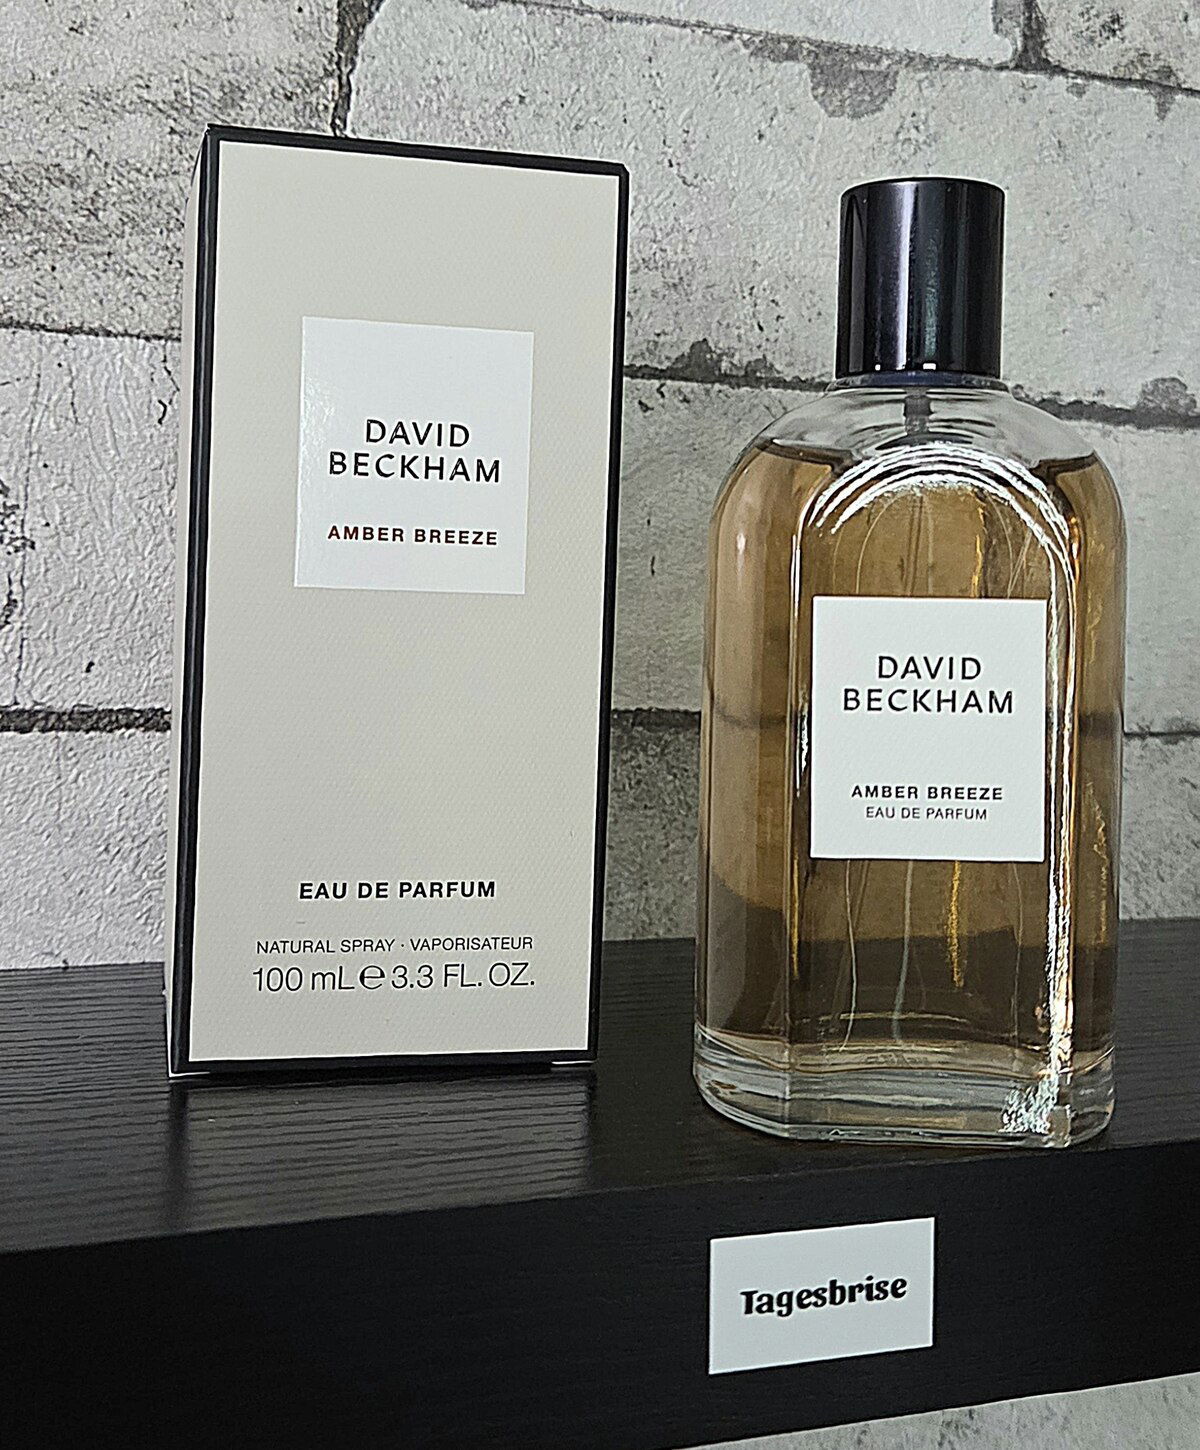 DAVID
BECKHAM
AMBER BREEZE
EAU DE PARFUM
NATURAL SPRAY · VAPORISATEUR
100 mL ℮ 3.3 FL. OZ.
DAVID
BECKHAM
AMBER BREEZE
EAU DE PARFUM
Tagesbrise